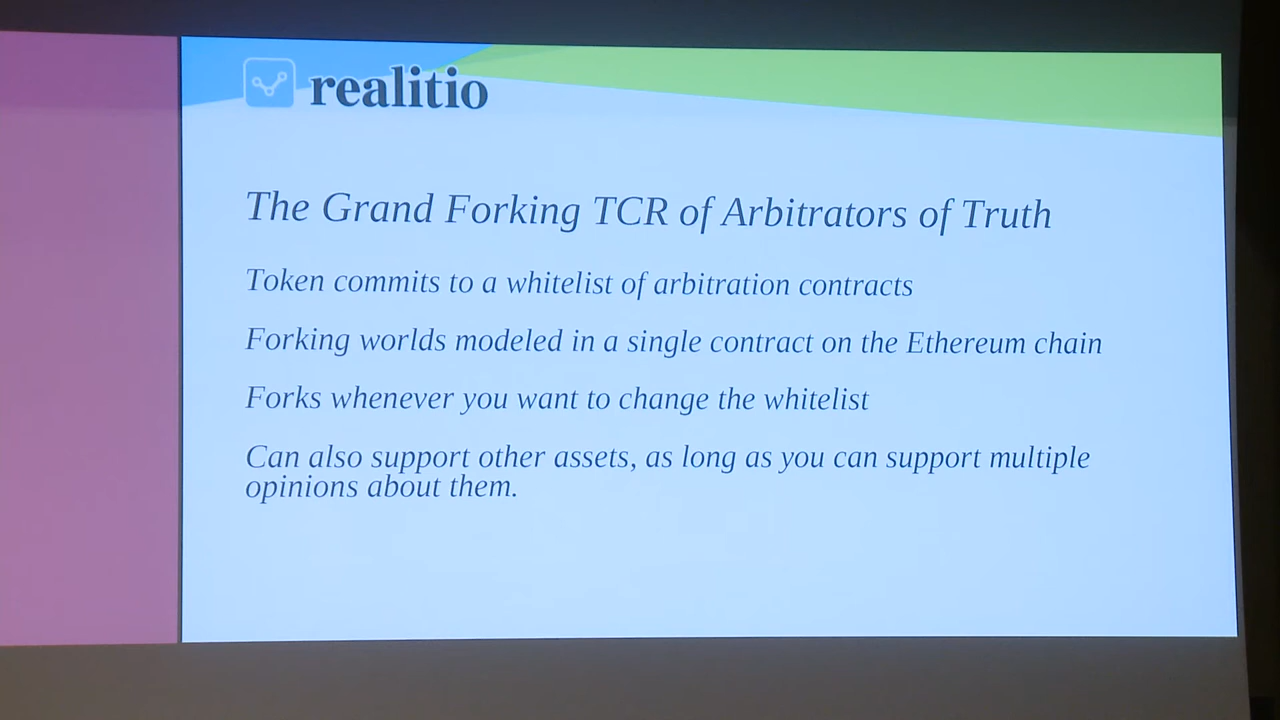 realitio
The Grand Forking TCR of Arbitrators of Truth
Token commits to a whitelist of arbitration contracts
Forking worlds modeled in a single contract on the Ethereum chain
Forks whenever you want to change the whitelist
Can also support other assets, as long as you can support multiple
opinions about them.